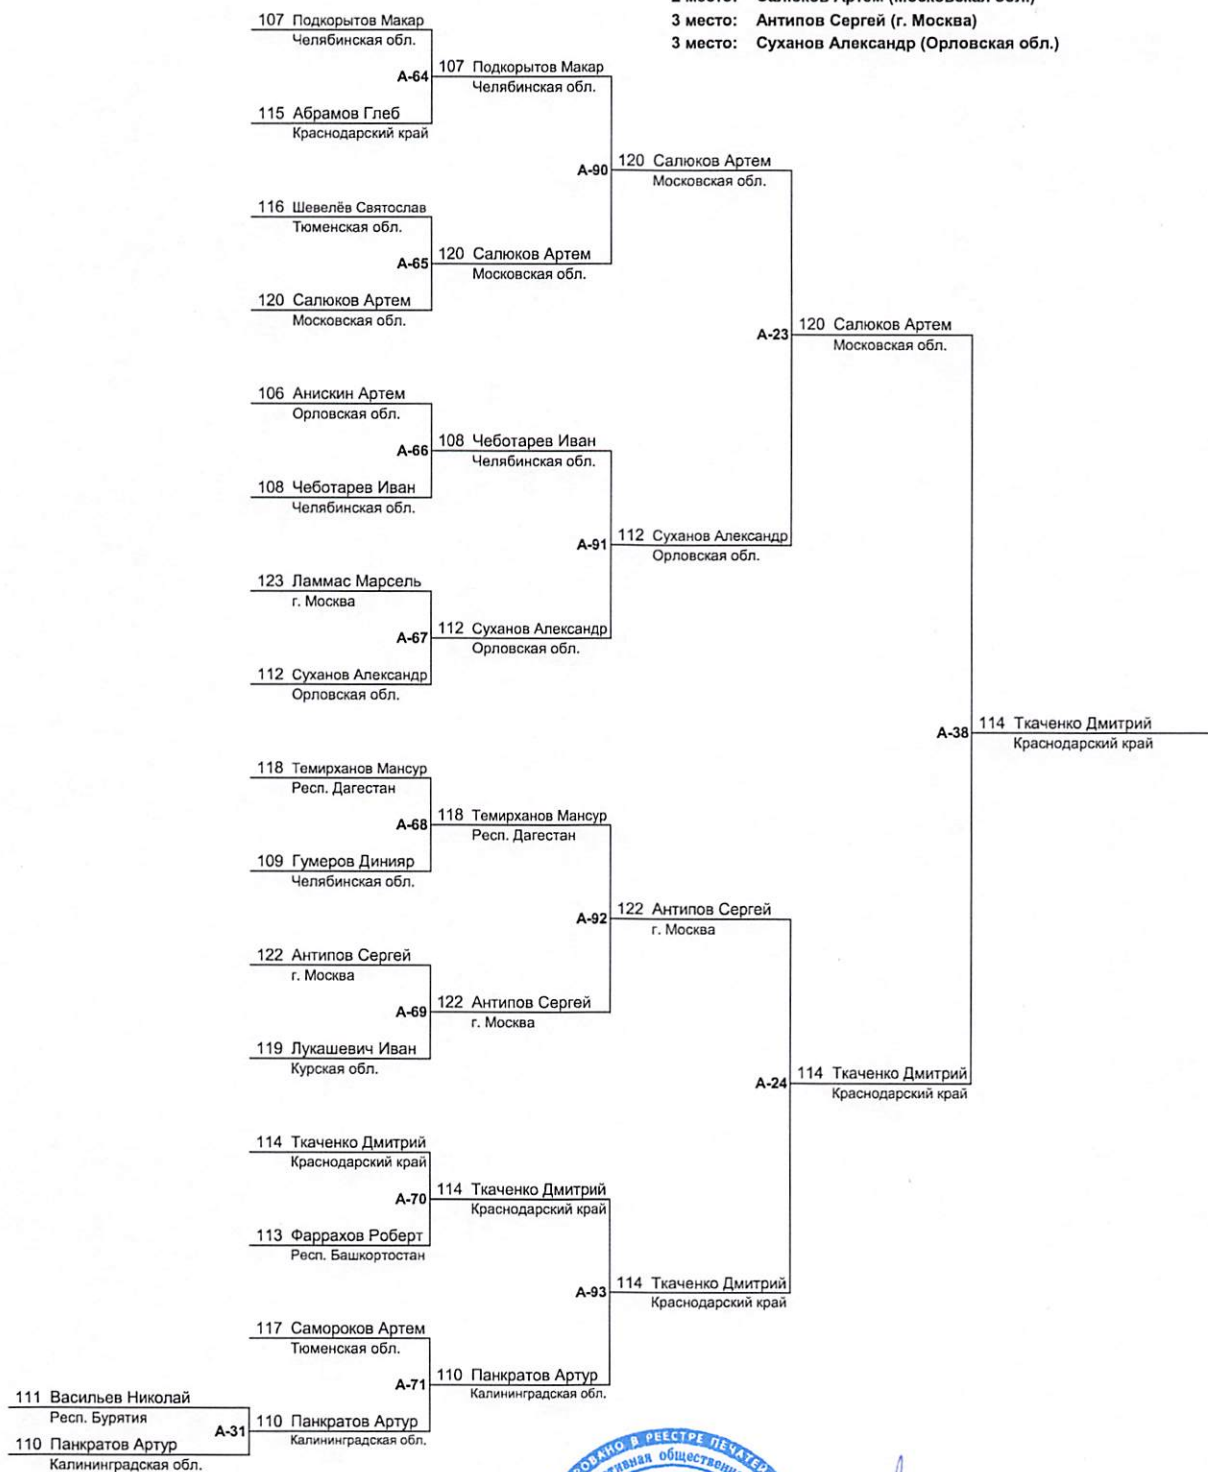 2 место: Салюков Артем (Московская обл.)
3 место: Антипов Сергей (г. Москва)
3 место: Суханов Александр (Орловская обл.)
107 Подкорытов Макар
Челябинская обл.
А-64
107 Подкорытов Макар
Челябинская обл.
115 Абрамов Глеб
Краснодарский край
А-90
120 Салюков Артем
Московская обл.
116 Шевелёв Святослав
Тюменская обл.
А-65
120 Салюков Артем
Московская обл.
120 Салюков Артем
Московская обл.
А-23
120 Салюков Артем
Московская обл.
106 Анискин Артем
Орловская обл.
А-66
108 Чеботарев Иван
Челябинская обл.
108 Чеботарев Иван
Челябинская обл.
А-91
112 Суханов Александр
Орловская обл.
123 Ламмас Марсель
г. Москва
А-67
112 Суханов Александр
Орловская обл.
112 Суханов Александр
Орловская обл.
А-38
114 Ткаченко Дмитрий
Краснодарский край
118 Темирханов Мансур
Респ. Дагестан
А-68
118 Темирханов Мансур
Респ. Дагестан
109 Гумеров Динияр
Челябинская обл.
А-92
122 Антипов Сергей
г. Москва
122 Антипов Сергей
г. Москва
А-69
122 Антипов Сергей
г. Москва
119 Лукашевич Иван
Курская обл.
А-24
114 Ткаченко Дмитрий
Краснодарский край
114 Ткаченко Дмитрий
Краснодарский край
А-70
114 Ткаченко Дмитрий
Краснодарский край
113 Фаррахов Роберт
Респ. Башкортостан
А-93
114 Ткаченко Дмитрий
Краснодарский край
117 Самороков Артем
Тюменская обл.
А-71
110 Панкратов Артур
Калининградская обл.
111 Васильев Николай
Респ. Бурятия
А-31
110 Панкратов Артур
Калининградская обл.
110 Панкратов Артур
Калининградская обл.
В РЕЕСТРЕ